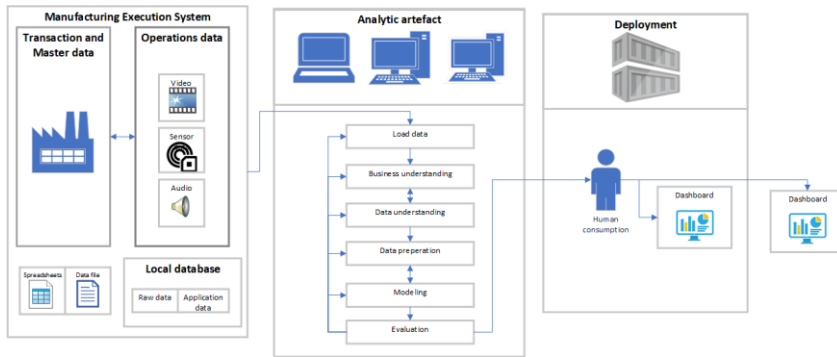 Manufacturing Execution System
Transaction and
Master data
Operations data
Video
Sensor
Audio
Spreadsheets
Data file
Local database
Raw data
Application
data
Analytic artefact
Load data
Business understanding
Data understanding
Data preperation
Modeling
Evaluation
Deployment
Human
consumption
Dashboard
Dashboard